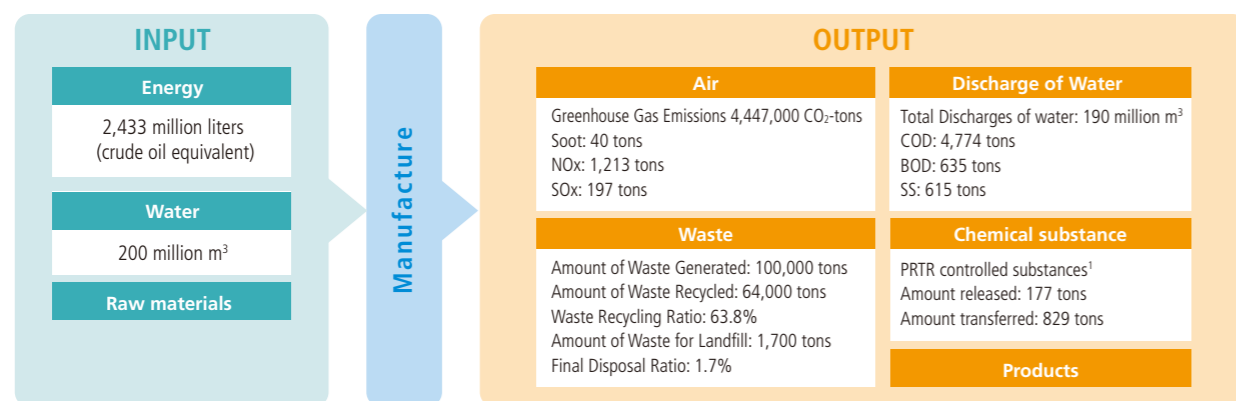 INPUT
Energy
2,433 million liters
(crude oil equivalent)
Water
200 million m³
Raw materials
Manufacture
OUTPUT
Air
Greenhouse Gas Emissions 4,447,000 CO₂-tons
Soot: 40 tons
NOx: 1,213 tons
SOx: 197 tons
Discharge of Water
Total Discharges of water: 190 million m³
COD: 4,774 tons
BOD: 635 tons
SS: 615 tons
Waste
Amount of Waste Generated: 100,000 tons
Amount of Waste Recycled: 64,000 tons
Waste Recycling Ratio: 63.8%
Amount of Waste for Landfill: 1,700 tons
Final Disposal Ratio: 1.7%
Chemical substance
PRTR controlled substances¹
Amount released: 177 tons
Amount transferred: 829 tons
Products